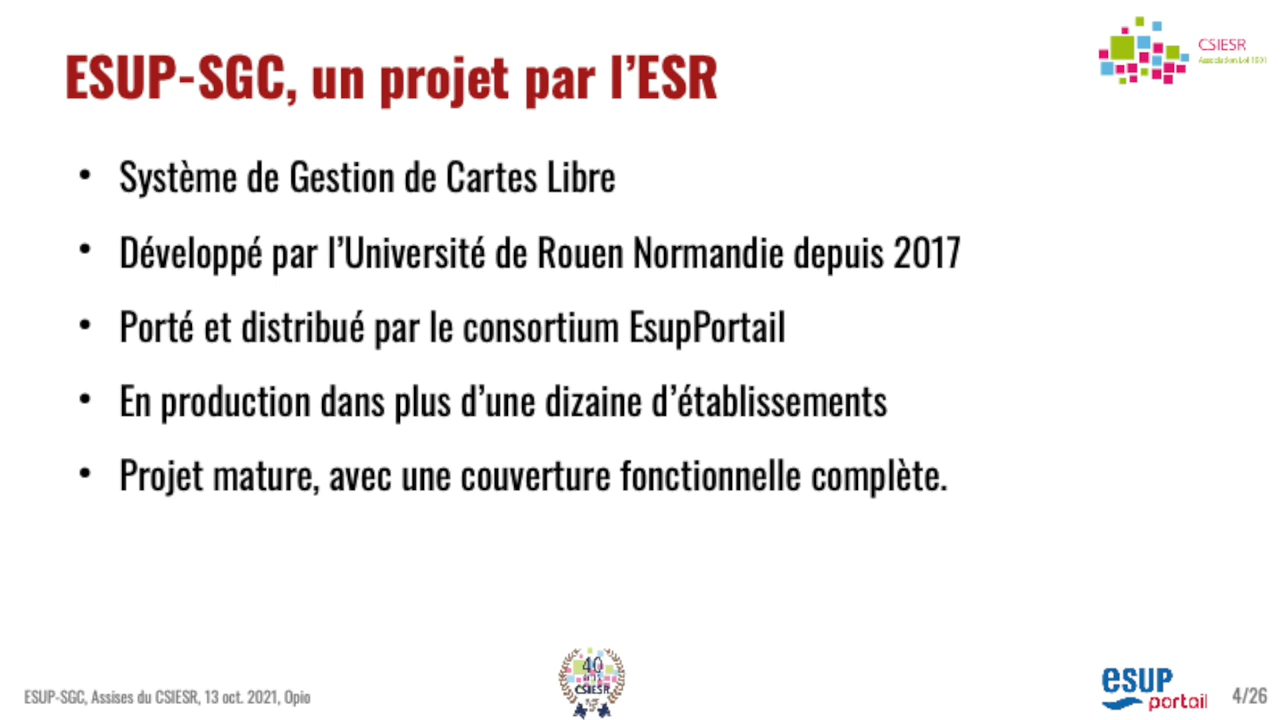 CSIESR
Association Loi 1901
ESUP-SGC, un projet par l’ESR
• Système de Gestion de Cartes Libre
• Développé par l’Université de Rouen Normandie depuis 2017
• Porté et distribué par le consortium EsupPortail
• En production dans plus d’une dizaine d’établissements
• Projet mature, avec une couverture fonctionnelle complète.
ESUP-SGC, Assises du CSIESR, 13 oct. 2021, Opio
40
ans
CSIESR
esup
portail
4/26